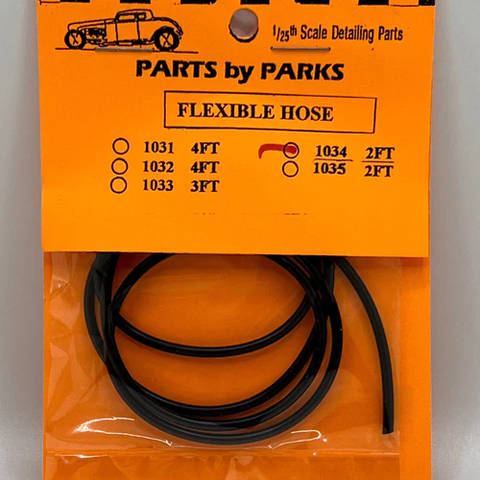 1/25th Scale Detailing Parts
PARTS by PARKS
FLEXIBLE HOSE
1031 4FT
1032 4FT
1033 3FT
1034 2FT
1035 2FT